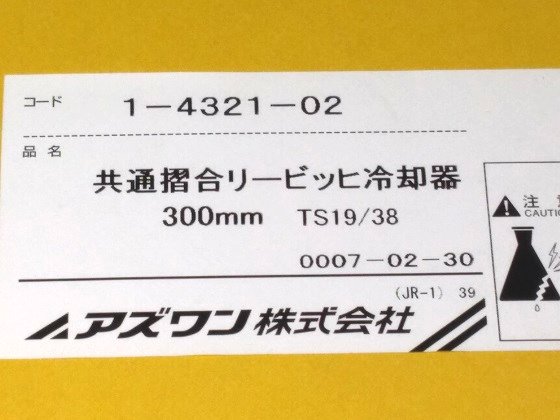 コード
1-4321-02
品名
共通摺合リービッヒ冷却器
300mm TS19/38
0007-02-30
(JR-1) 39
アズワン株式会社
注
CAUTI